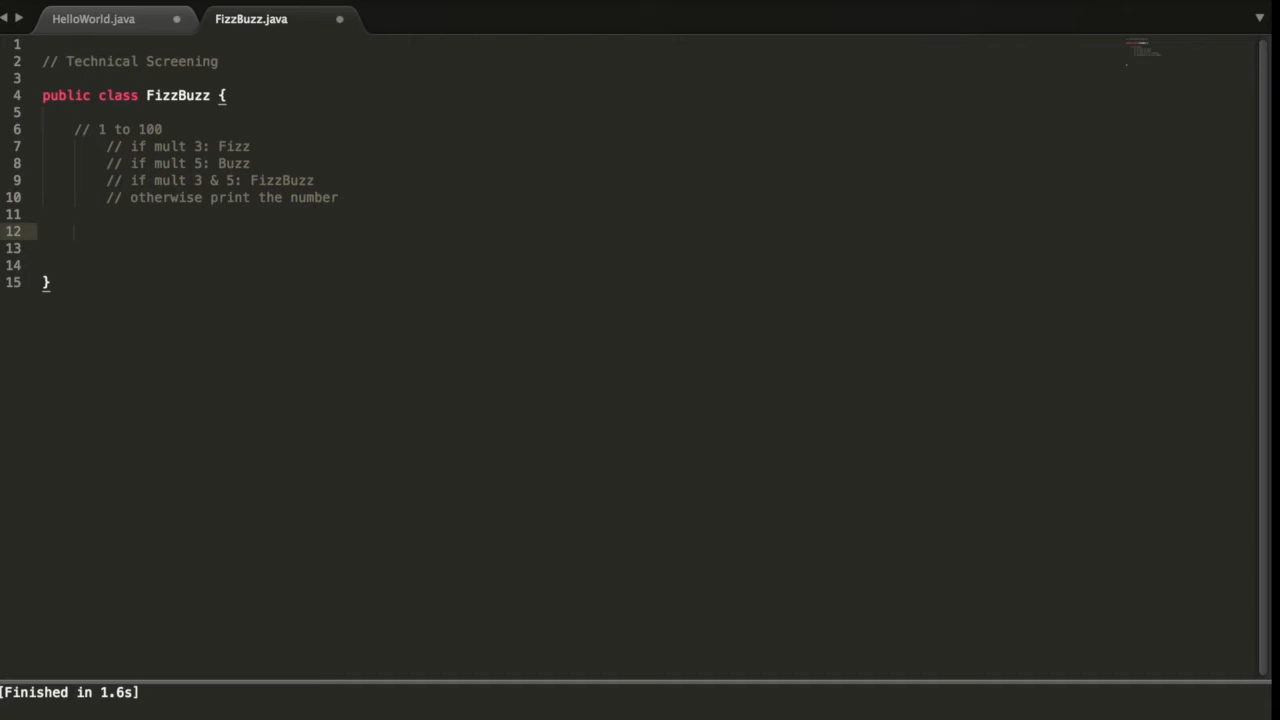 HelloWorld.java
FizzBuzz.java
1
2 // Technical Screening
3
4 public class FizzBuzz {
5
6 // 1 to 100
7 // if mult 3: Fizz
8 // if mult 5: Buzz
9 // if mult 3 & 5: FizzBuzz
10 // otherwise print the number
11
12
13
14
15 }
[Finished in 1.6s]